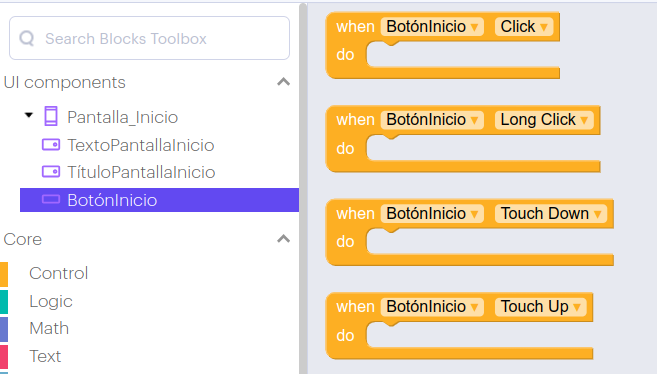 Search Blocks Toolbox
UI components
Pantalla_Inicio
TextoPantallaInicio
TítuloPantallaInicio
BotónInicio
Core
Control
Logic
Math
Text
when BotónInicio Click
do
when BotónInicio Long Click
do
when BotónInicio Touch Down
do
when BotónInicio Touch Up
do